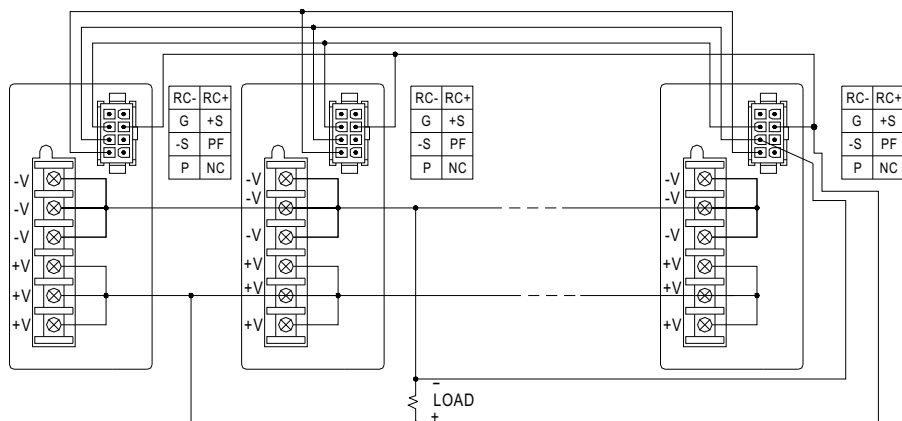 RC- RC+
G +S
-S PF
P NC
RC- RC+
G +S
-S PF
P NC
RC- RC+
G +S
-S PF
P NC
-V
-V
-V
+V
+V
+V
-V
-V
-V
+V
+V
+V
-V
-V
-V
+V
+V
+V
-
LOAD
+